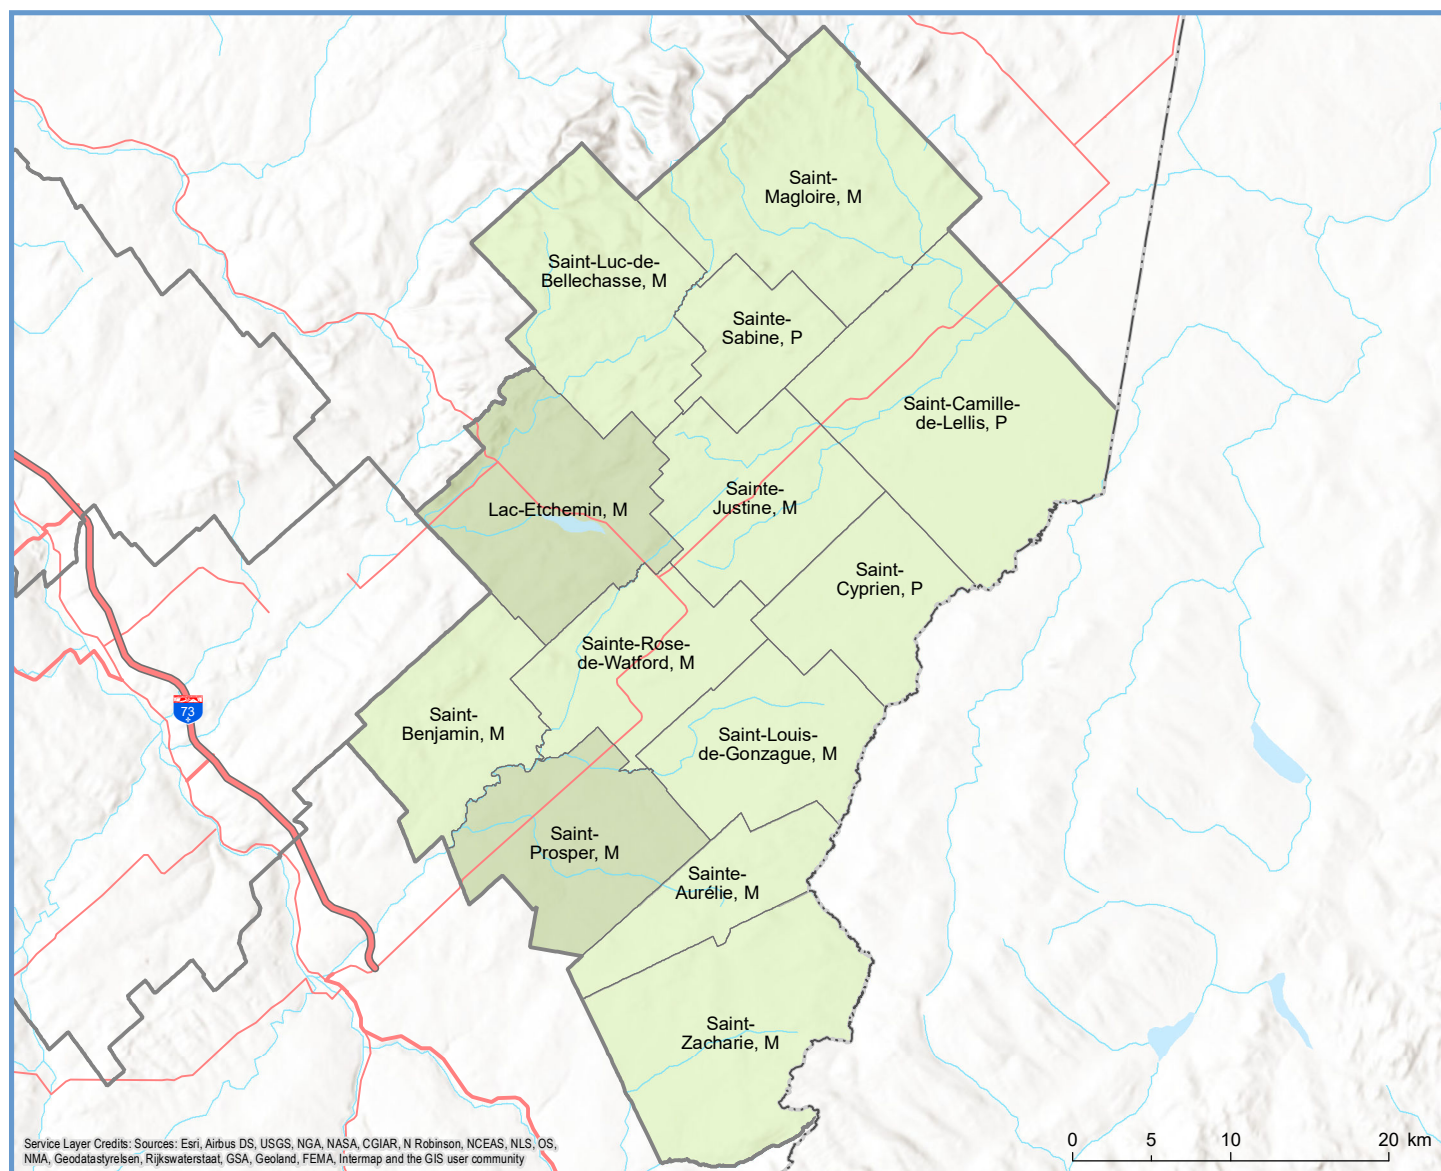 Saint-
Magloire, M
Saint-Luc-de-
Bellechasse, M
Sainte-
Sabine, P
Saint-Camille-
de-Lellis, P
Lac-Etchemin, M
Sainte-
Justine, M
Saint-
Cyprien, P
Sainte-Rose-
de-Watford, M
Saint-
Benjamin, M
73
Saint-Louis-
de-Gonzague, M
Saint-
Prosper, M
Sainte-
Aurélie, M
Saint-
Zacharie, M
0 5 10 20 km
Service Layer Credits: Sources: Esri, Airbus DS, USGS, NGA, NASA, CGIAR, N Robinson, NCEAS, NLS, OS,
NMA, Geodatastyrelsen, Rijkswaterstaat, GSA, Geoland, FEMA, Intermap and the GIS user community